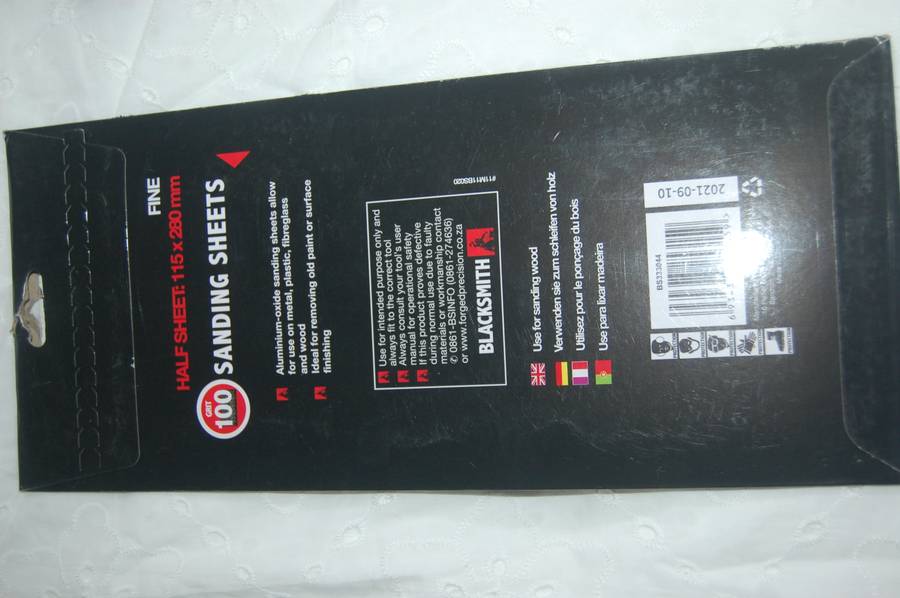 FINE
HALF SHEET: 115 x 280 mm
GRIT
100
SANDING SHEETS
Aluminium-oxide sanding sheets allow
for use on metal, plastic, fibreglass
and wood
Ideal for removing old paint or surface
finishing
#11M11BS020
Use for intended purpose only and
always fit to the correct tool
Always consult your tool's user
manual for operational safety
If this product proves defective
during normal use due to faulty
materials or workmanship contact
✆ 0861-BSINFO (0861-274636)
or www.forgedprecision.co.za
BLACKSMITH
Use for sanding wood
Verwenden sie zum schleifen von holz
Utilisez pour le ponçage du bois
Use para lixar madeira
2021-09-10
BS333044